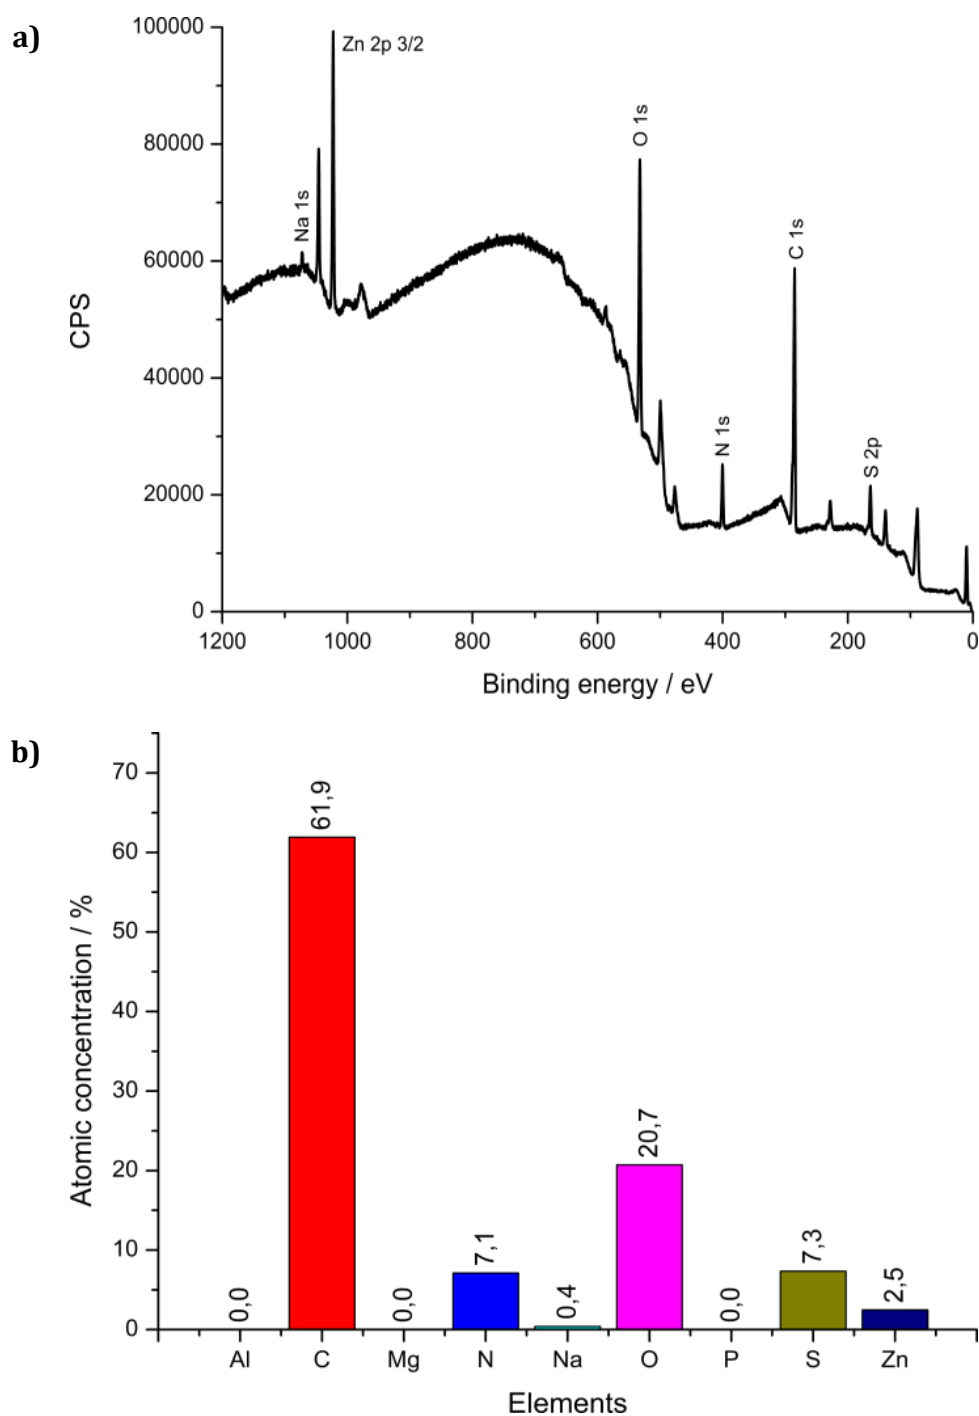 a)
100000
80000
60000
40000
20000
0
CPS
Na 1s
Zn 2p 3/2
O 1s
N 1s
C 1s
S 2p
1200 1000 800 600 400 200 0
Binding energy / eV
b)
70
60
50
40
30
20
10
0
Atomic concentration / %
0,0 61,9 0,0 7,1 0,4 20,7 0,0 7,3 2,5
Al C Mg N Na O P S Zn
Elements